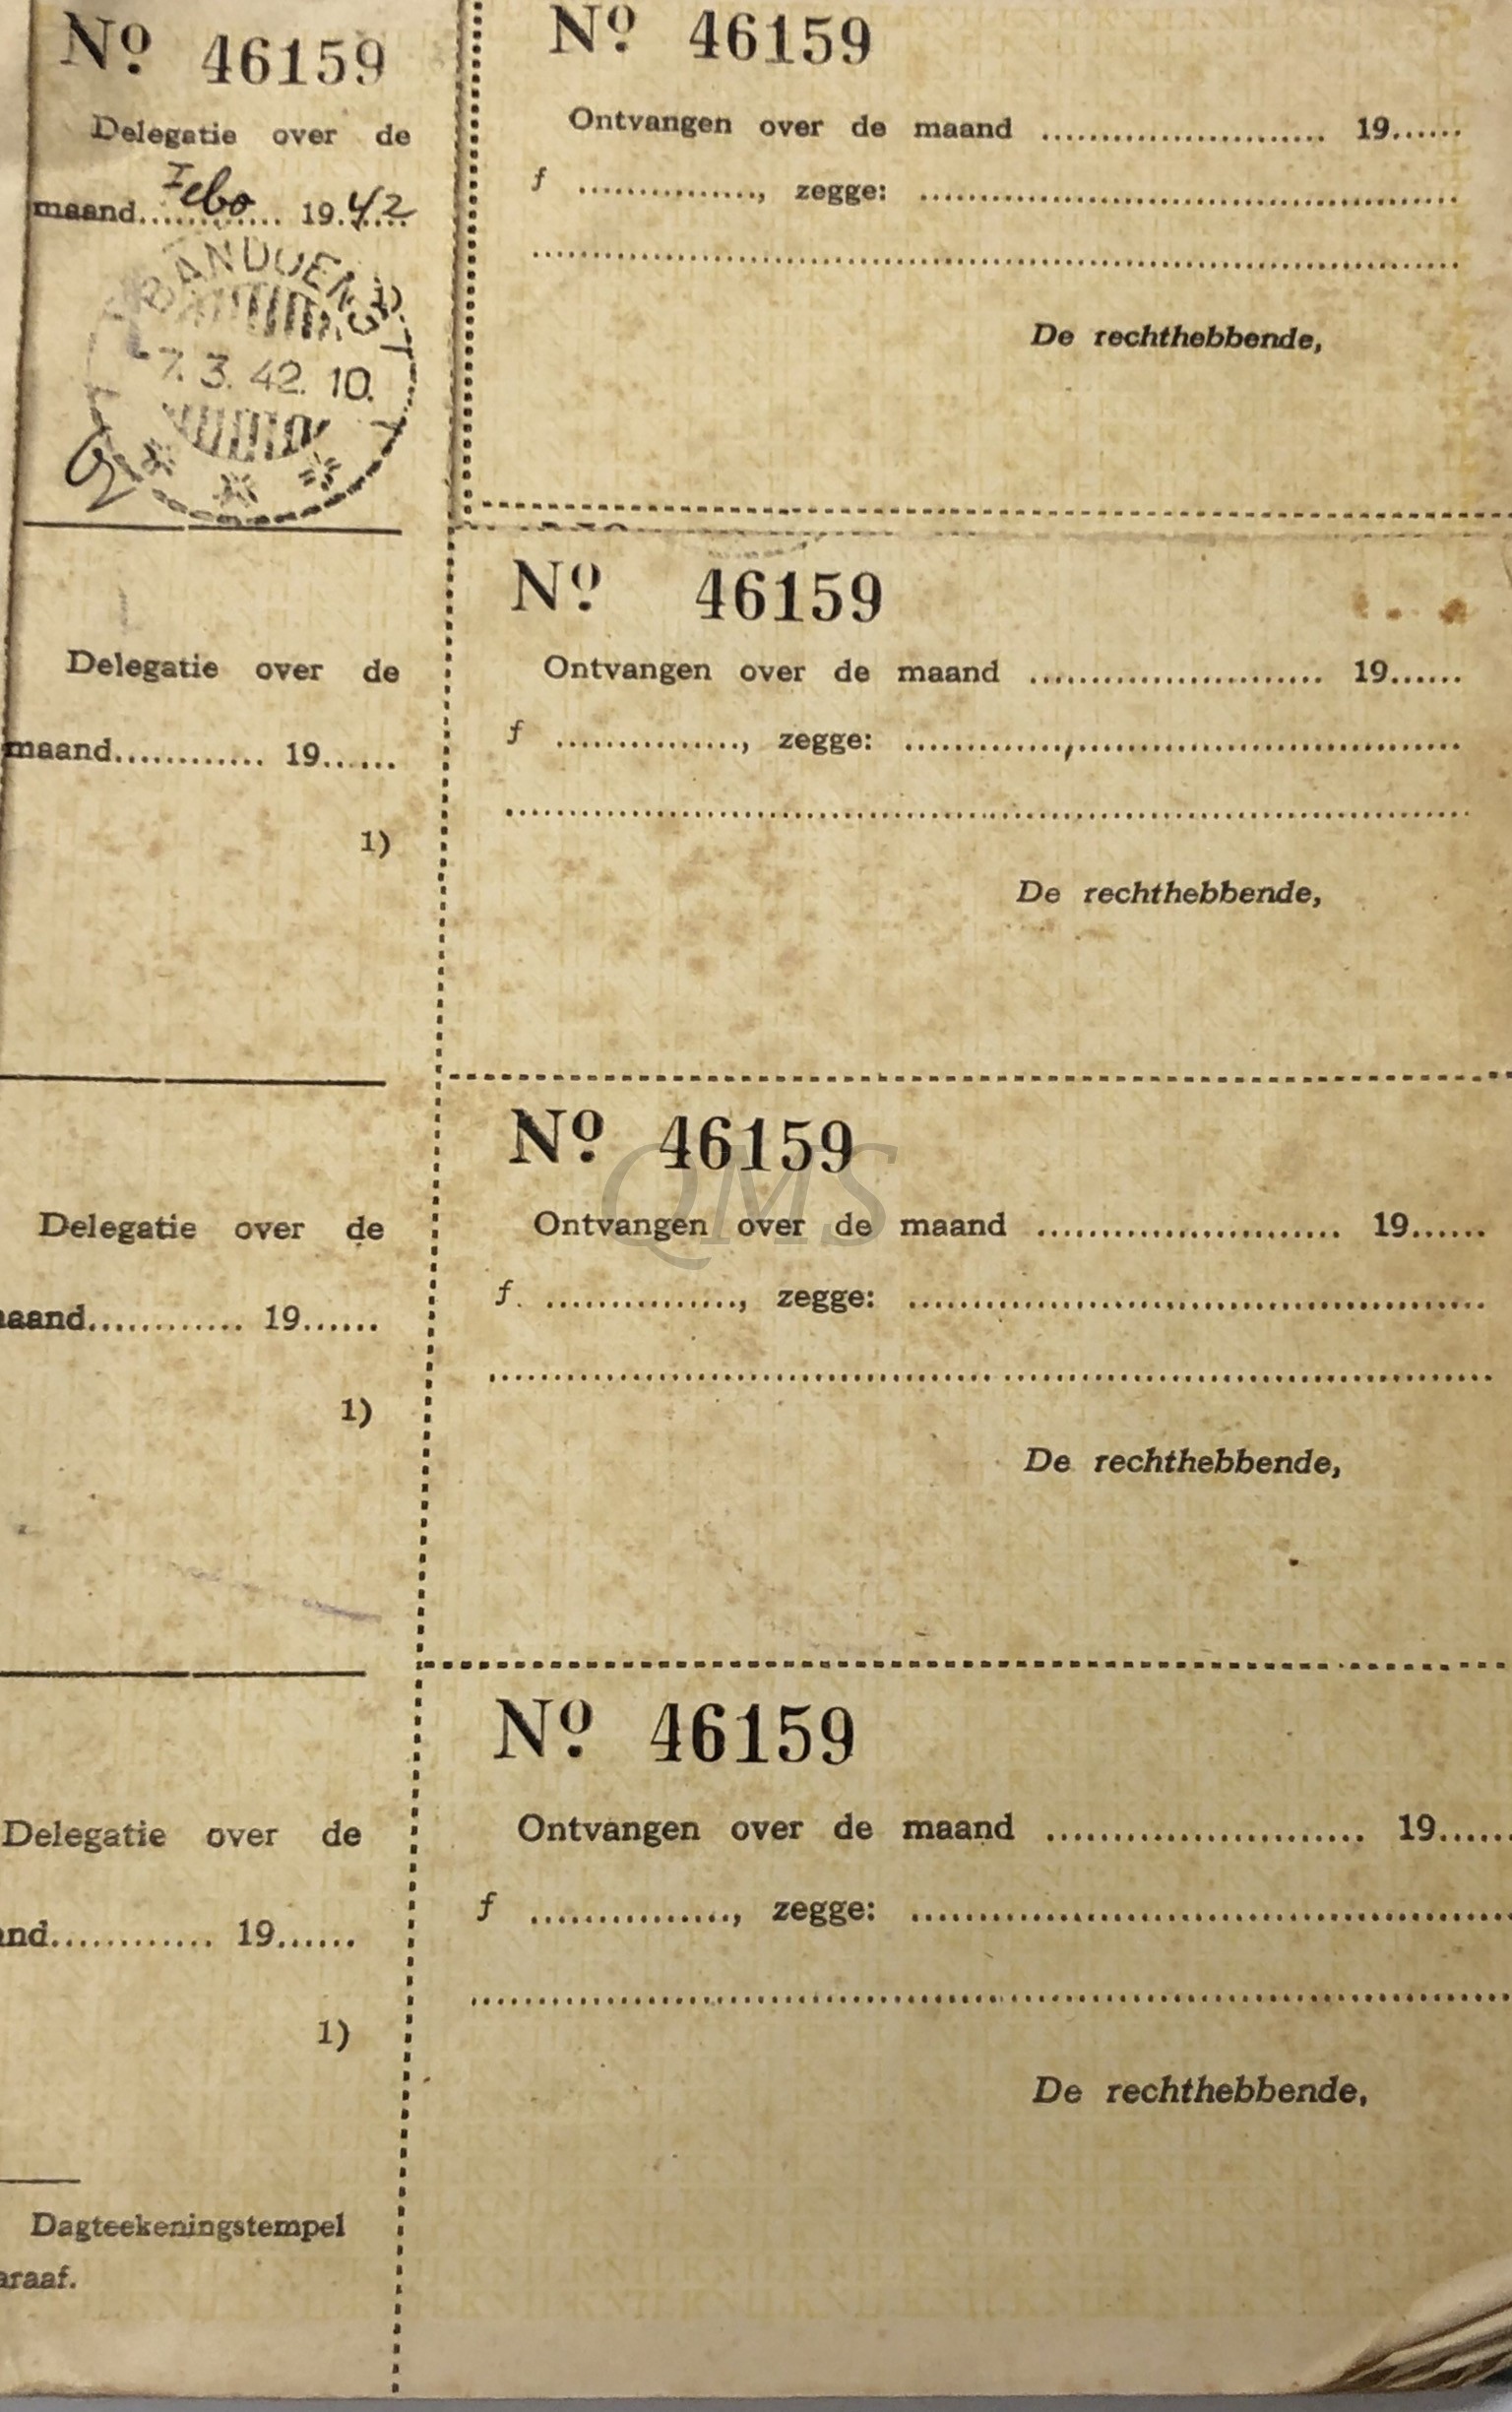 Nº 46159
Delegatie over de
maand............ 19.42
BANDOENG
7. 3. 42. 10.
Nº 46159
Ontvangen over de maand ........................ 19......
f ..............., zegge: ..............................................
De rechthebbende,
Delegatie over de
maand............ 19......
1)
Nº 46159
Ontvangen over de maand ........................ 19......
f ..............., zegge: ..............................................
De rechthebbende,
Delegatie over de
aand............ 19......
1)
Nº 46159
Ontvangen over de maand ........................ 19......
f. ..............., zegge: ..............................................
De rechthebbende,
QMS
Delegatie over de
nd............ 19......
1)
Dagteekeningstempel
araaf.
Nº 46159
Ontvangen over de maand ........................ 19......
f ..............., zegge: ..............................................
De rechthebbende,